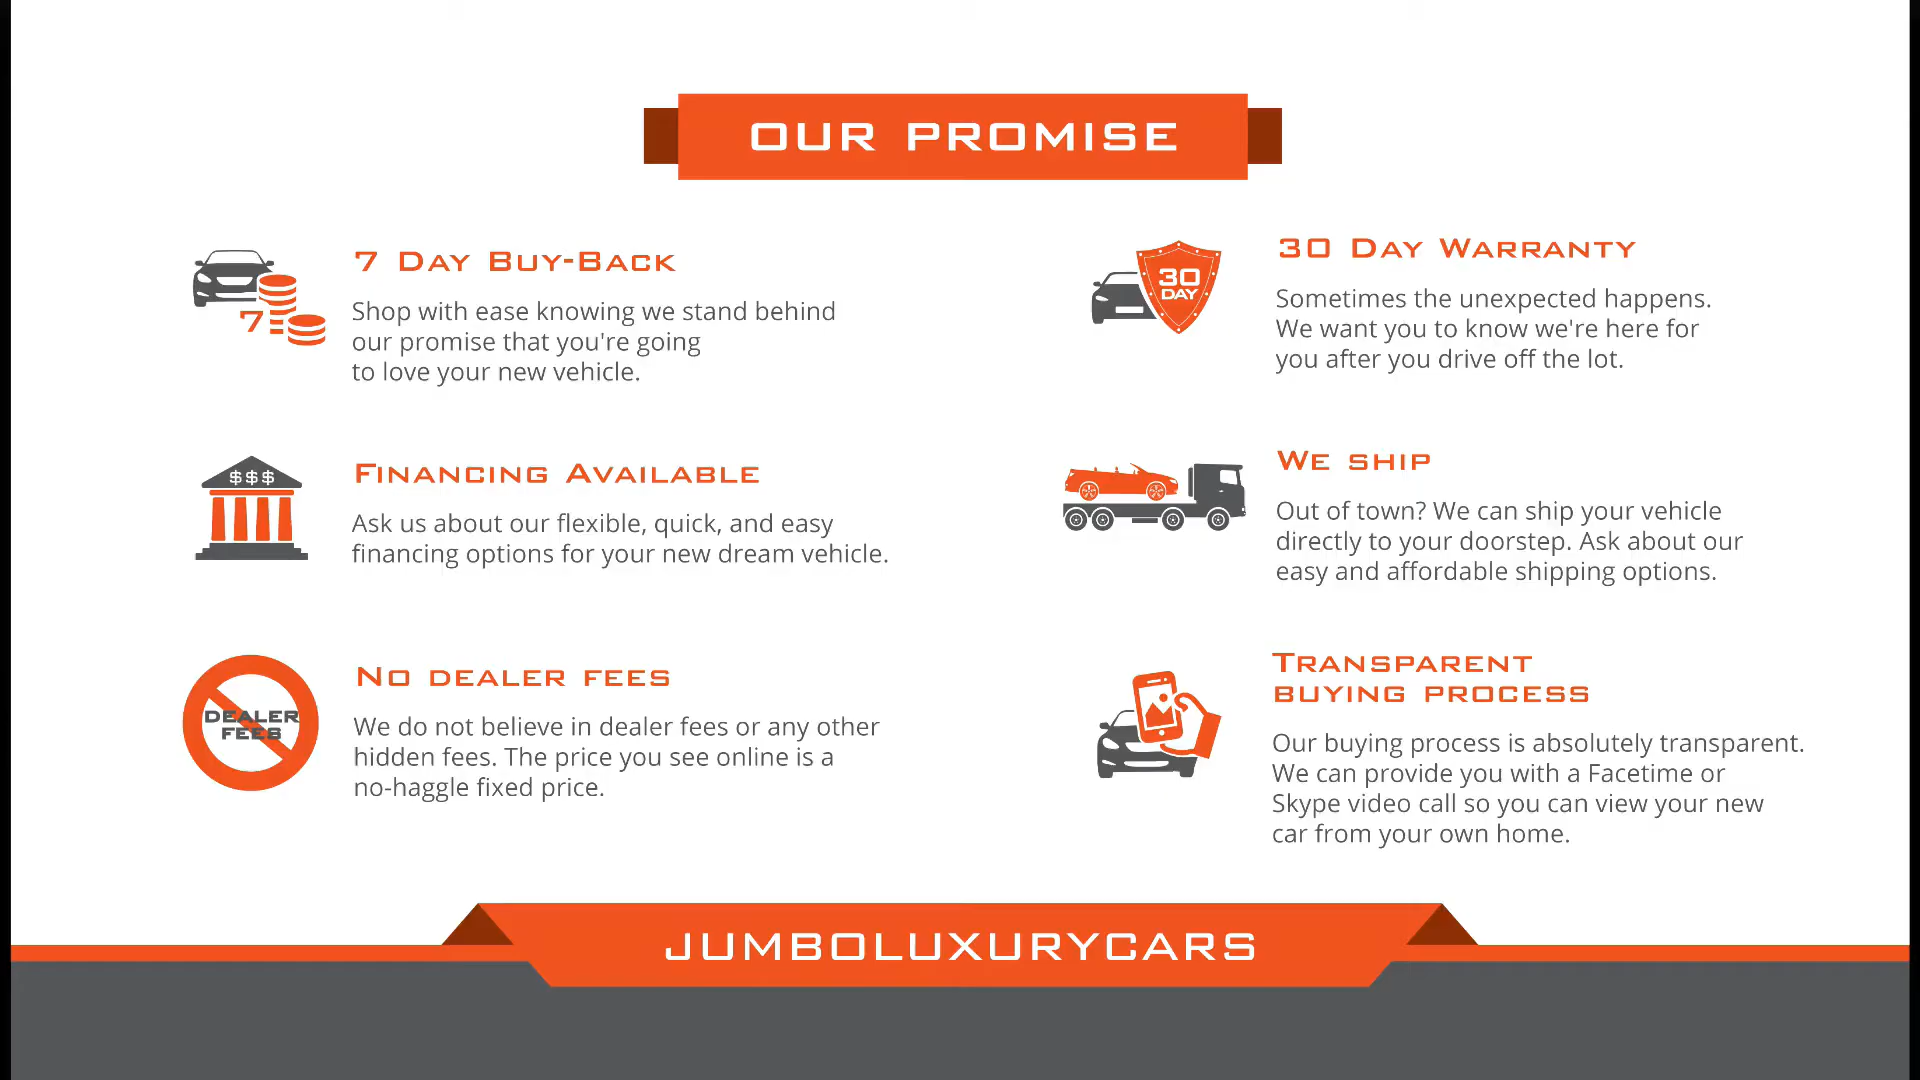 OUR PROMISE
7 DAY BUY-BACK
Shop with ease knowing we stand behind
our promise that you're going
to love your new vehicle.
7
30 DAY WARRANTY
Sometimes the unexpected happens.
We want you to know we're here for
you after you drive off the lot.
30
DAY
$$$
FINANCING AVAILABLE
Ask us about our flexible, quick, and easy
financing options for your new dream vehicle.
WE SHIP
Out of town? We can ship your vehicle
directly to your doorstep. Ask about our
easy and affordable shipping options.
DEALER
FEES
NO DEALER FEES
We do not believe in dealer fees or any other
hidden fees. The price you see online is a
no-haggle fixed price.
TRANSPARENT
BUYING PROCESS
Our buying process is absolutely transparent.
We can provide you with a Facetime or
Skype video call so you can view your new
car from your own home.
JUMBOLUXURYCARS